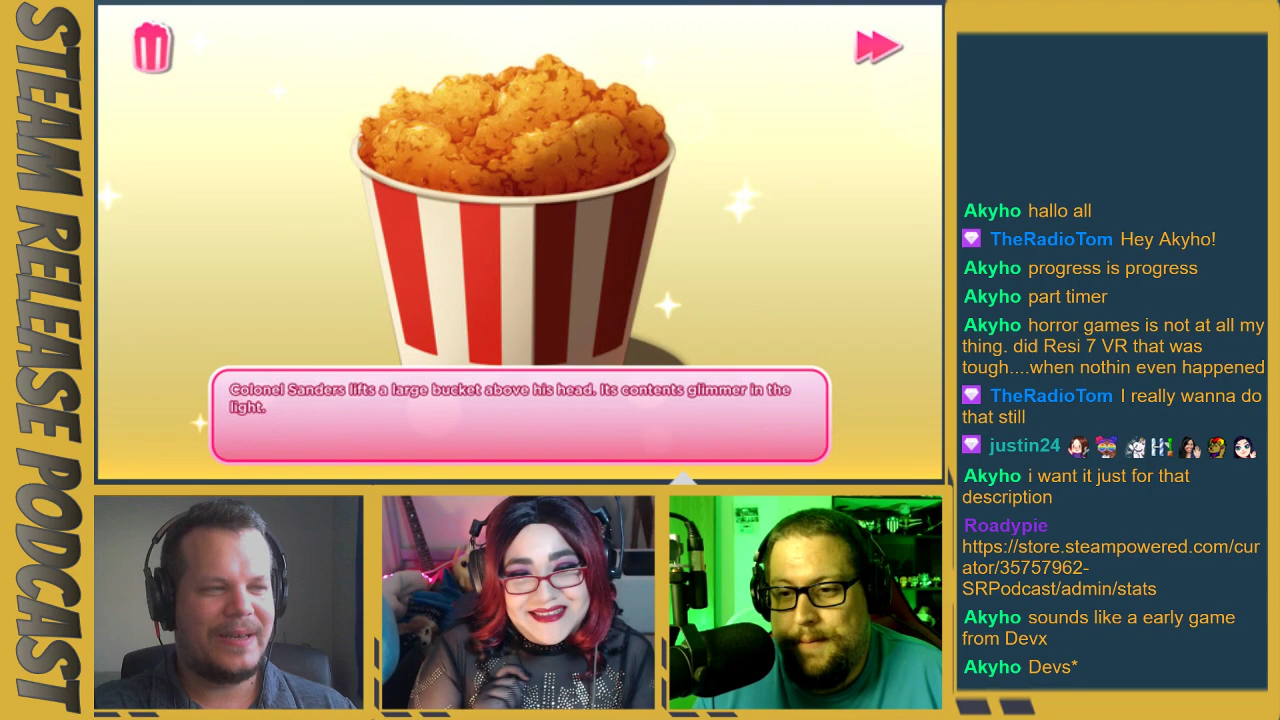 STEAM RELEASE PODCAST
Colonel Sanders lifts a large bucket above his head. Its contents glimmer in the
light.
Akyho hallo all
TheRadioTom Hey Akyho!
Akyho progress is progress
Akyho part timer
Akyho horror games is not at all my
thing. did Resi 7 VR that was
tough....when nothin even happened
TheRadioTom I really wanna do
that still
justin24
Akyho i want it just for that
description
Roadypie
https://store.steampowered.com/cur
ator/35757962-
SRPodcast/admin/stats
Akyho sounds like a early game
from Devx
Akyho Devs*